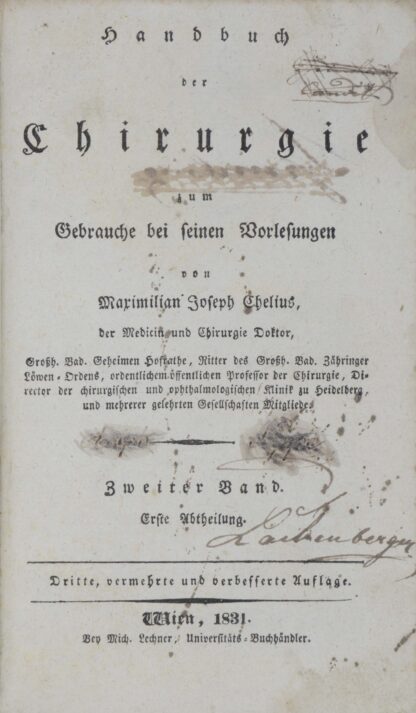 Handbuch
der
Chirurgie
zum
Gebrauche bei seinen Vorlesungen
von
Maximilian Joseph Chelius,
der Medicin und Chirurgie Doktor,
Großh. Bad. Geheimen Hofrathe, Ritter des Großh. Bad. Zähringer
Löwen-Ordens, ordentlichem öffentlichen Professor der Chirurgie, Di-
rector der chirurgischen und ophthalmologischen Klinik zu Heidelberg,
und mehrerer gelehrten Gesellschaften Mitgliede.
Zweiter Band.
Erste Abtheilung.
Dritte, vermehrte und verbesserte Auflage.
Wien, 1831.
Bey Mich. Lechner, Universitäts-Buchhändler.